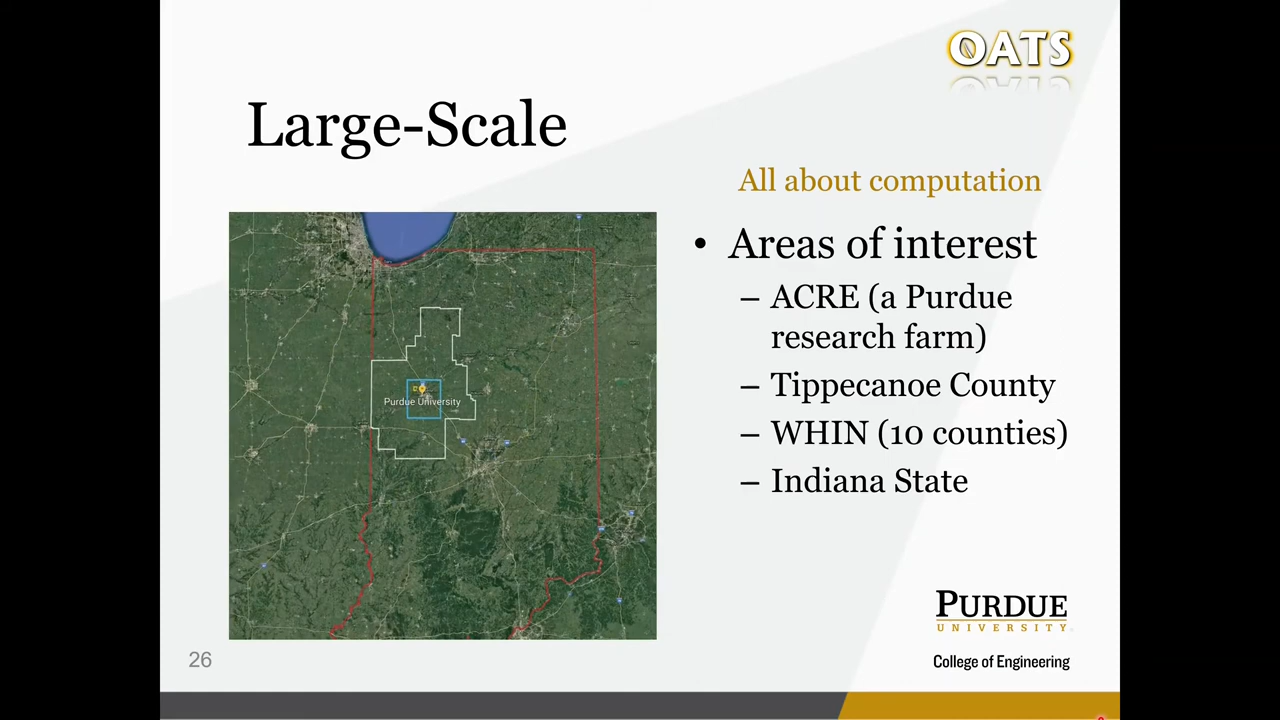 OATS
Large-Scale
All about computation
• Areas of interest
– ACRE (a Purdue
research farm)
– Tippecanoe County
– WHIN (10 counties)
– Indiana State
Purdue University
PURDUE
UNIVERSITY
College of Engineering
26